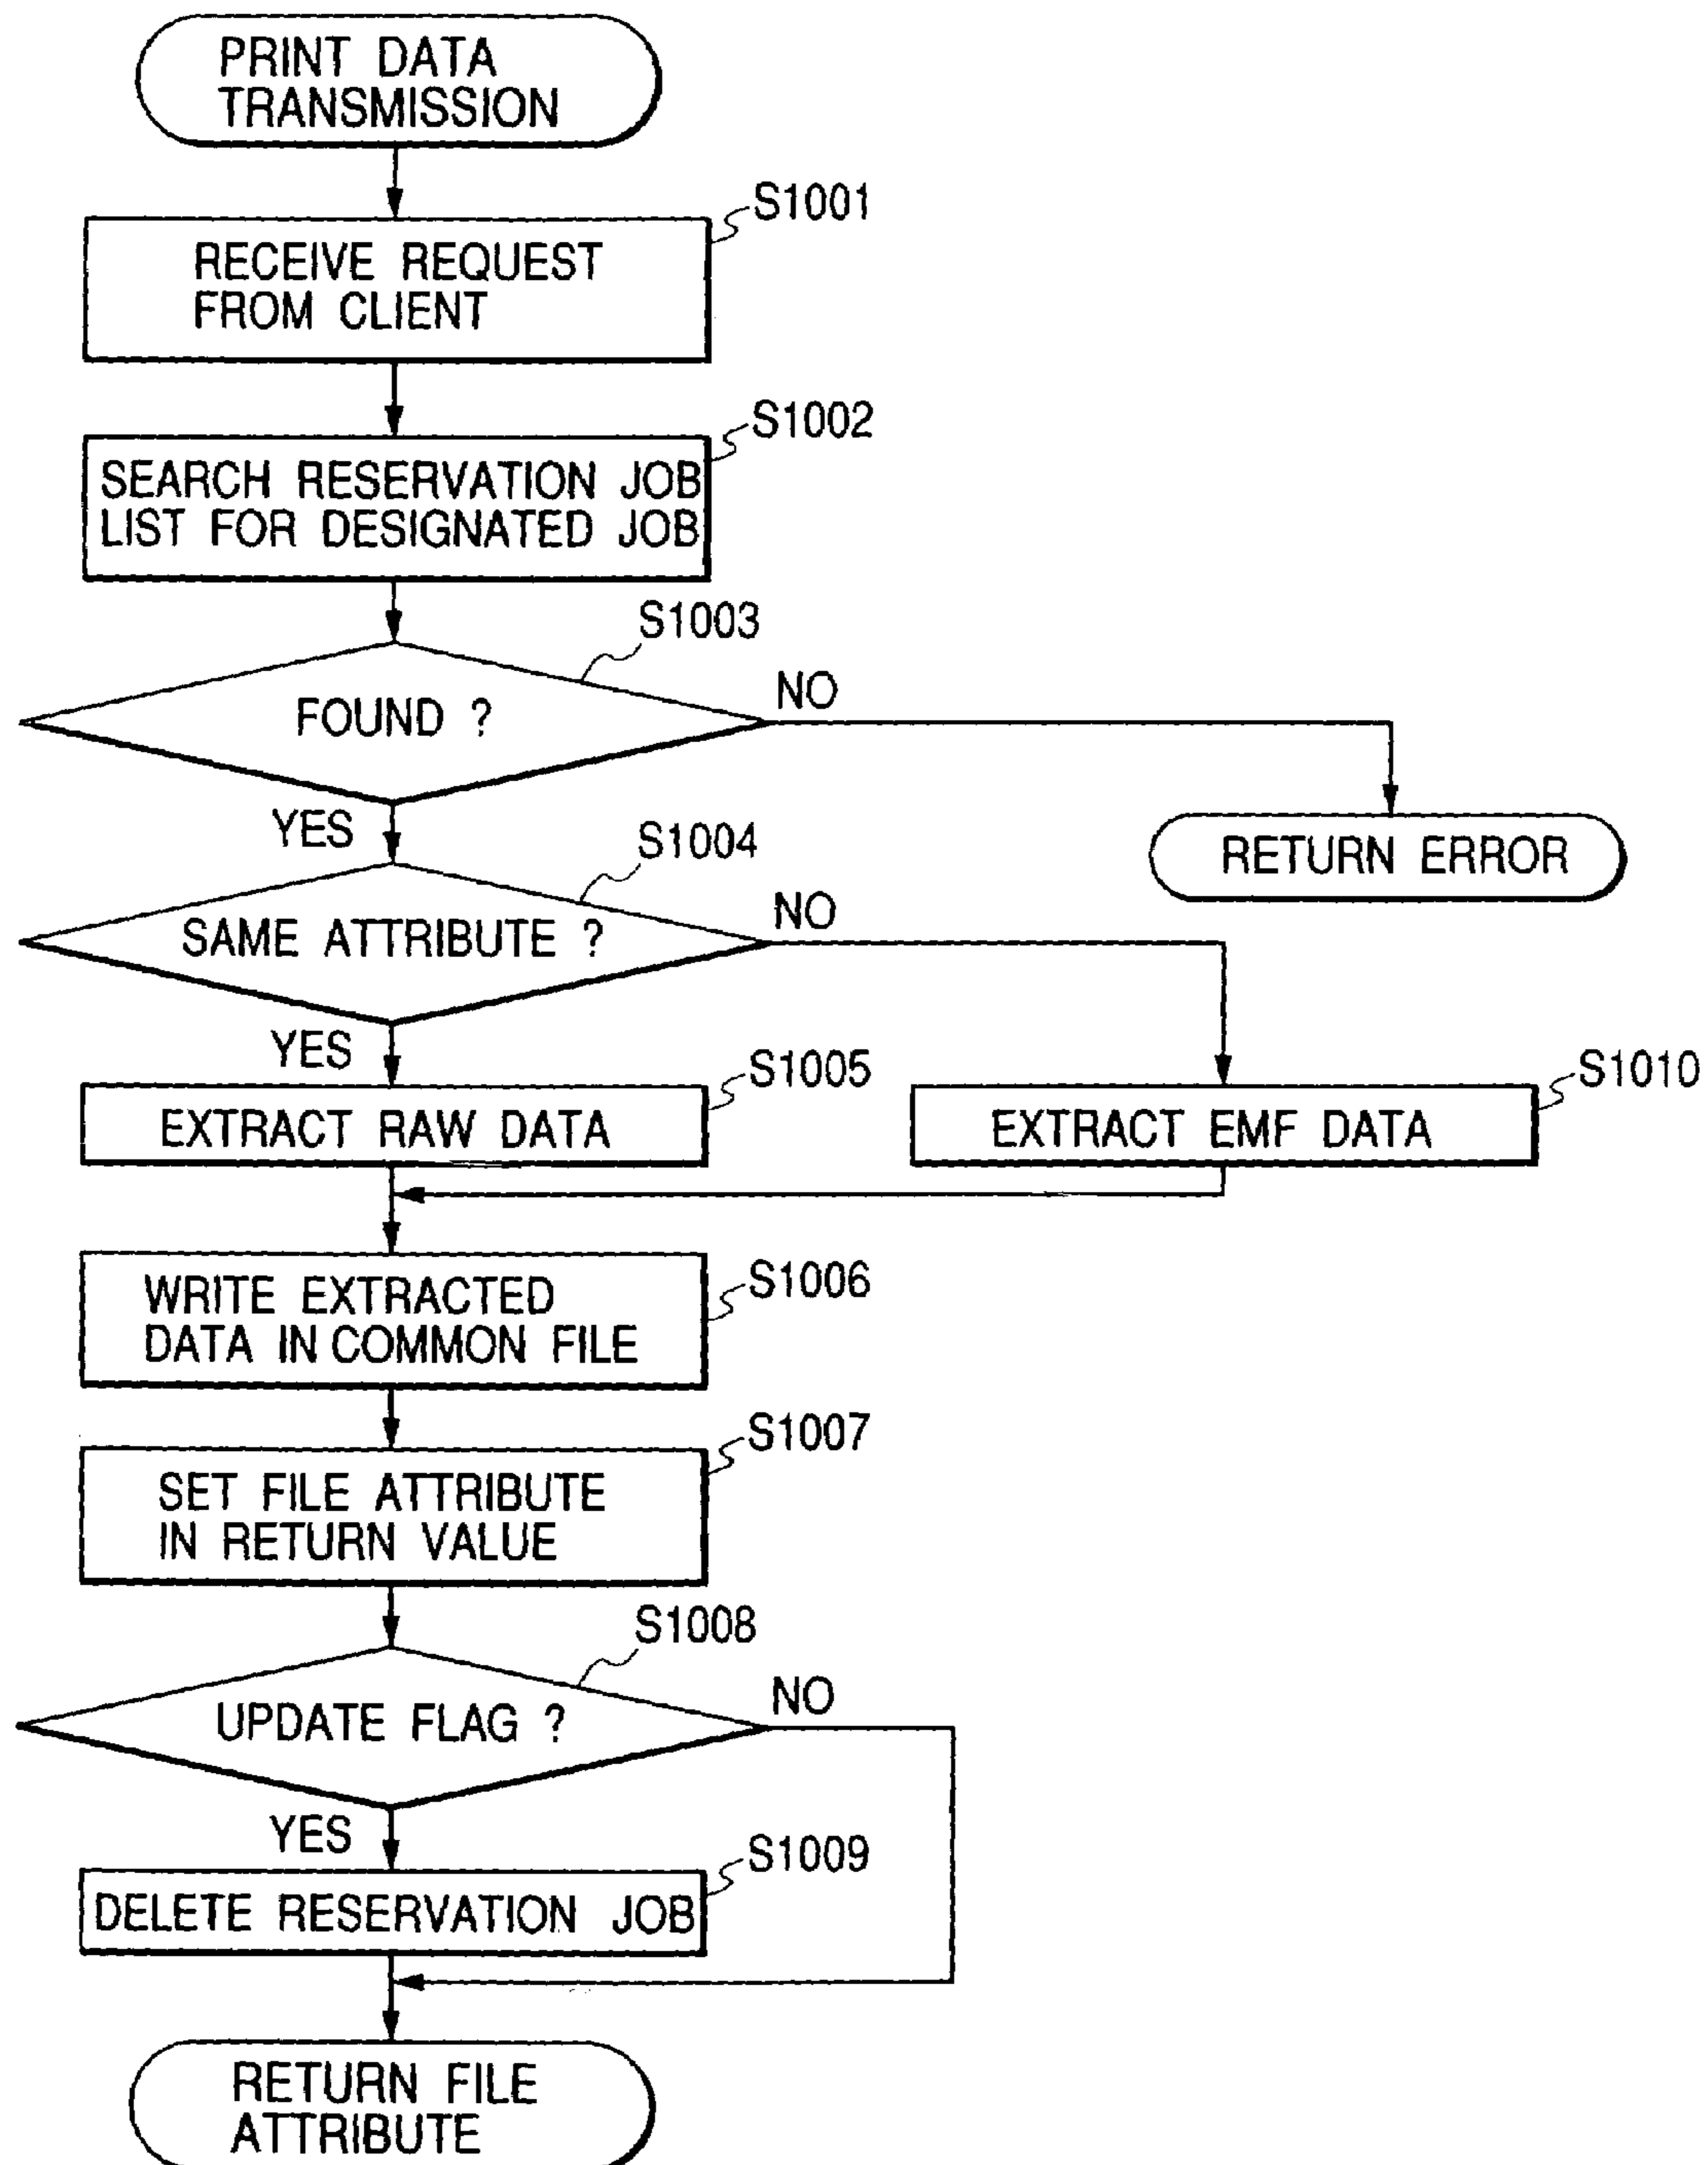 PRINT DATA
TRANSMISSION
S1001
RECEIVE REQUEST
FROM CLIENT
S1002
SEARCH RESERVATION JOB
LIST FOR DESIGNATED JOB
S1003
FOUND ?
NO
YES
RETURN ERROR
S1004
SAME ATTRIBUTE ?
NO
YES
S1005
EXTRACT RAW DATA
S1010
EXTRACT EMF DATA
S1006
WRITE EXTRACTED
DATA IN COMMON FILE
S1007
SET FILE ATTRIBUTE
IN RETURN VALUE
S1008
UPDATE FLAG ?
NO
YES
S1009
DELETE RESERVATION JOB
RETURN FILE
ATTRIBUTE